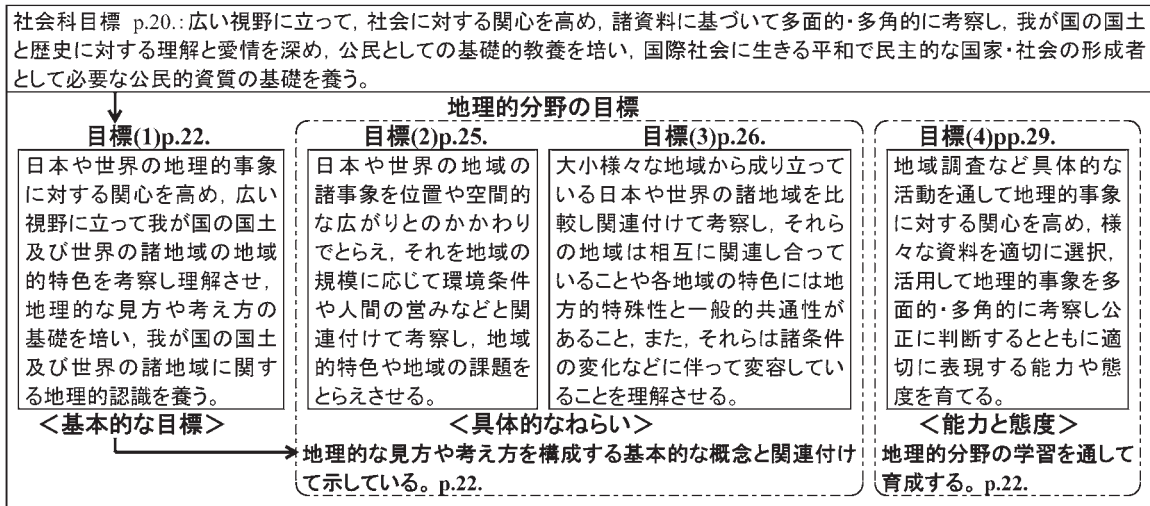 社会科目標 p.20.：広い視野に立って，社会に対する関心を高め，諸資料に基づいて多面的・多角的に考察し，我が国の国土
と歴史に対する理解と愛情を深め，公民としての基礎的教養を培い，国際社会に生きる平和で民主的な国家・社会の形成者
として必要な公民的資質の基礎を養う。
地理的分野の目標
目標(1)p.22.
日本や世界の地理的事象
に対する関心を高め，広い
視野に立って我が国の国土
及び世界の諸地域の地域
的特色を考察し理解させ，
地理的な見方や考え方の
基礎を培い，我が国の国土
及び世界の諸地域に関す
る地理的認識を養う。
＜基本的な目標＞
目標(2)p.25.
日本や世界の地域の
諸事象を位置や空間的
な広がりとのかかわり
でとらえ，それを地域の
規模に応じて環境条件
や人間の営みなどと関
連付けて考察し，地域
的特色や地域の課題を
とらえさせる。
目標(3)p.26.
大小様々な地域から成り立って
いる日本や世界の諸地域を比
較し関連付けて考察し，それら
の地域は相互に関連し合って
いることや各地域の特色には地
方的特殊性と一般的共通性が
あること，また，それらは諸条件
の変化などに伴って変容してい
ることを理解させる。
＜具体的なねらい＞
地理的な見方や考え方を構成する基本的な概念と関連付け
て示している。p.22.
目標(4)pp.29.
地域調査など具体的な
活動を通して地理的事象
に対する関心を高め，様
々な資料を適切に選択，
活用して地理的事象を多
面的・多角的に考察し公
正に判断するとともに適
切に表現する能力や態
度を育てる。
＜能力と態度＞
地理的分野の学習を通して
育成する。p.22.